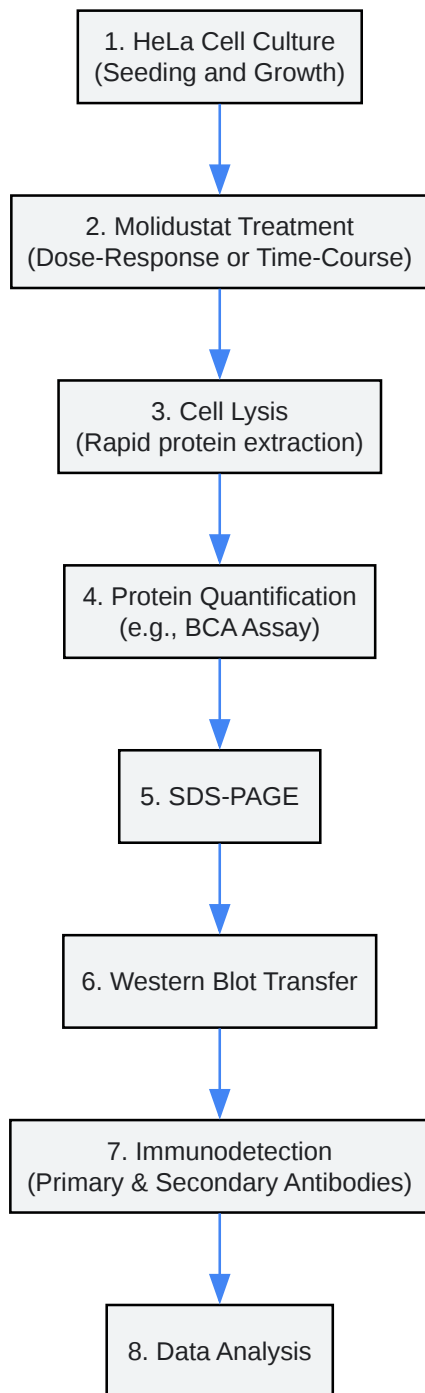 1. HeLa Cell Culture
(Seeding and Growth)
2. Molidustat Treatment
(Dose-Response or Time-Course)
3. Cell Lysis
(Rapid protein extraction)
4. Protein Quantification
(e.g., BCA Assay)
5. SDS-PAGE
6. Western Blot Transfer
7. Immunodetection
(Primary & Secondary Antibodies)
8. Data Analysis